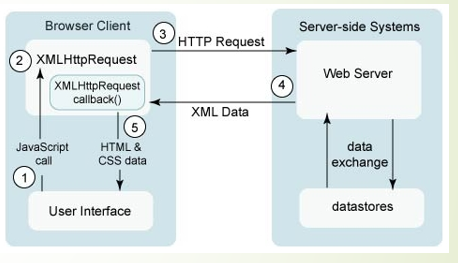 Browser Client
Server-side Systems
3
HTTP Request
2
XMLHttpRequest
Web Server
XMLHttpRequest
callback()
4
XML Data
5
JavaScript
call
HTML &
CSS data
data
exchange
1
User Interface
datastores